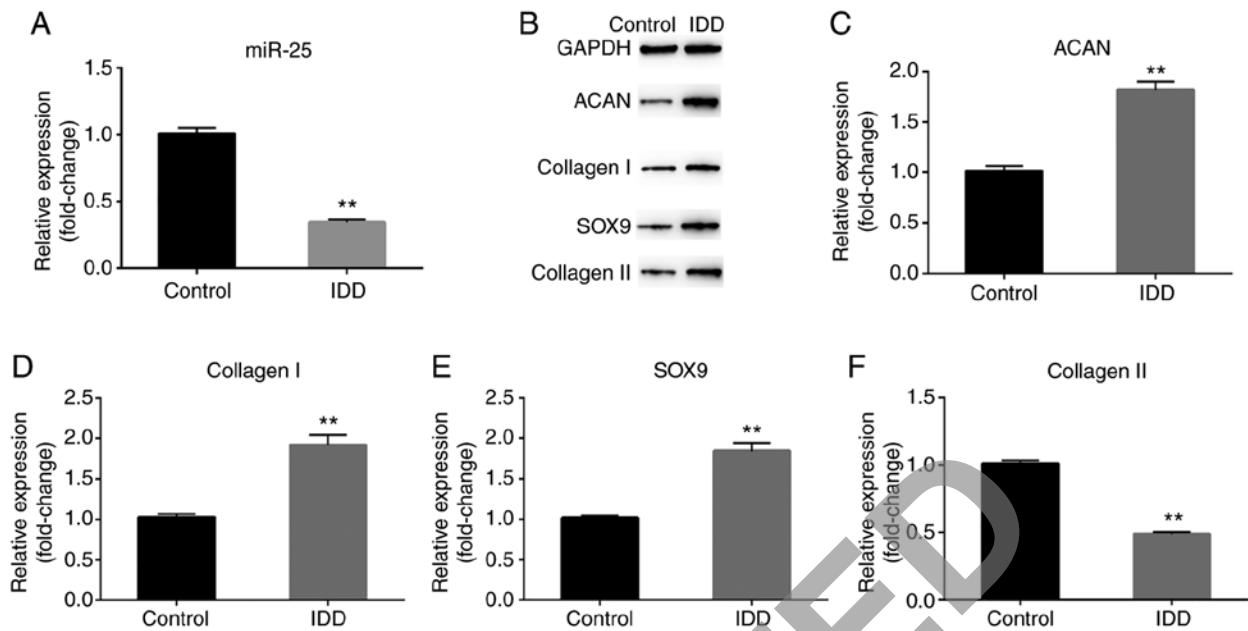 A
miR-25
Relative expression
(fold-change)
1.5
1.0
0.5
0.0
**
Control
IDD
B
Control IDD
GAPDH
ACAN
Collagen I
SOX9
Collagen II
C
ACAN
Relative expression
(fold-change)
2.0
1.5
1.0
0.5
0.0
**
Control
IDD
D
Collagen I
Relative expression
(fold-change)
2.5
2.0
1.5
1.0
0.5
0.0
**
Control
IDD
E
SOX9
Relative expression
(fold-change)
2.5
2.0
1.5
1.0
0.5
0.0
**
Control
IDD
F
Collagen II
Relative expression
(fold-change)
1.5
1.0
0.5
0.0
**
Control
IDD